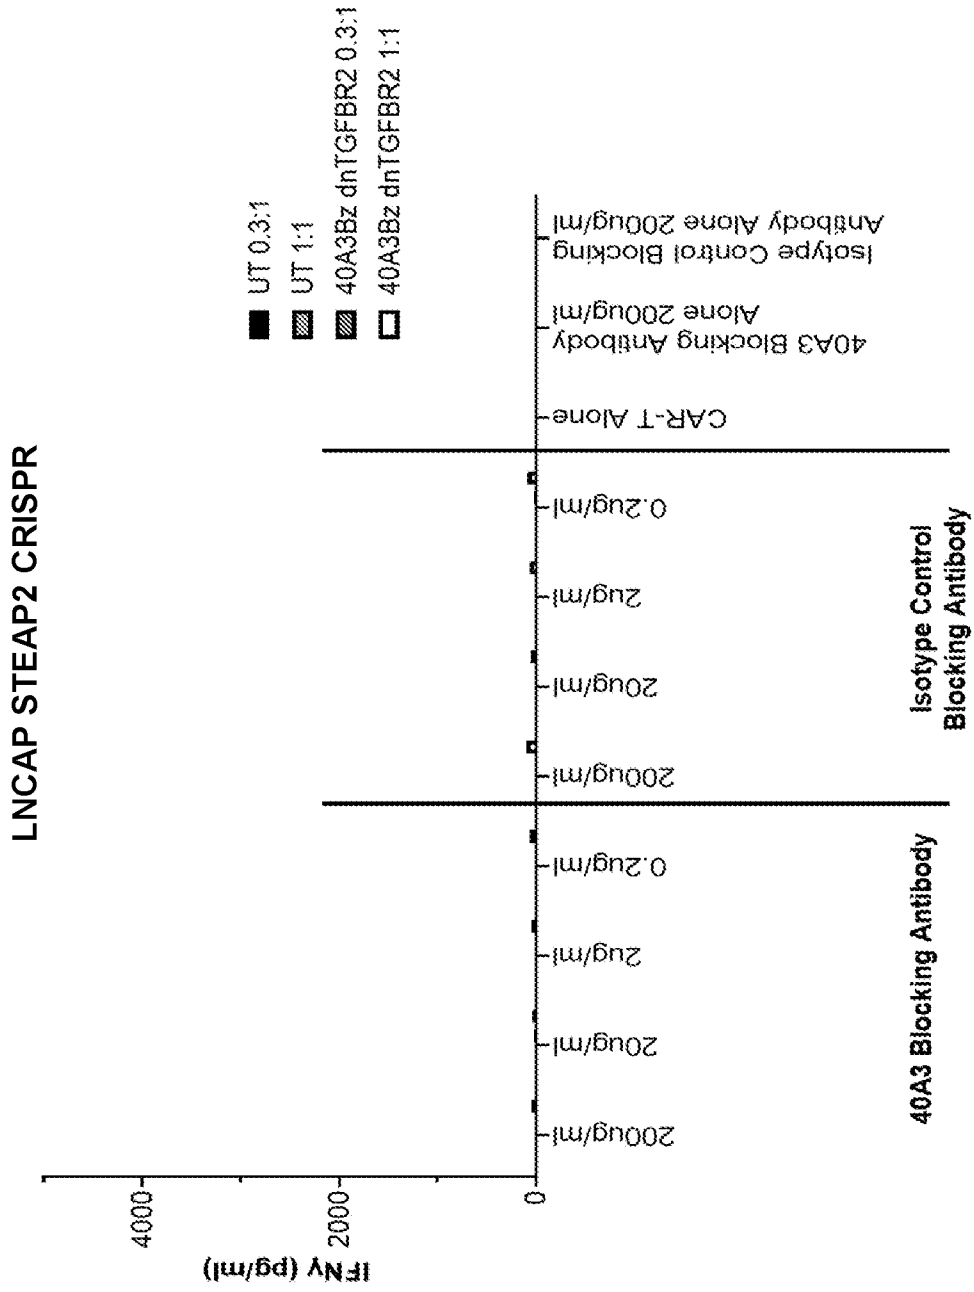 LNCAP STEAP2 CRISPR
UT 0.3:1
UT 1:1
40A3Bz dnTGFBR2 0.3:1
40A3Bz dnTGFBR2 1:1
IFNγ (pg/ml)
4000
2000
0
200ug/ml
20ug/ml
2ug/ml
0.2ug/ml
200ug/ml
20ug/ml
2ug/ml
0.2ug/ml
CAR-T Alone
40A3 Blocking Antibody
Alone 200ug/ml
Isotype Control Blocking
Antibody Alone 200ug/ml
40A3 Blocking Antibody
Isotype Control
Blocking Antibody